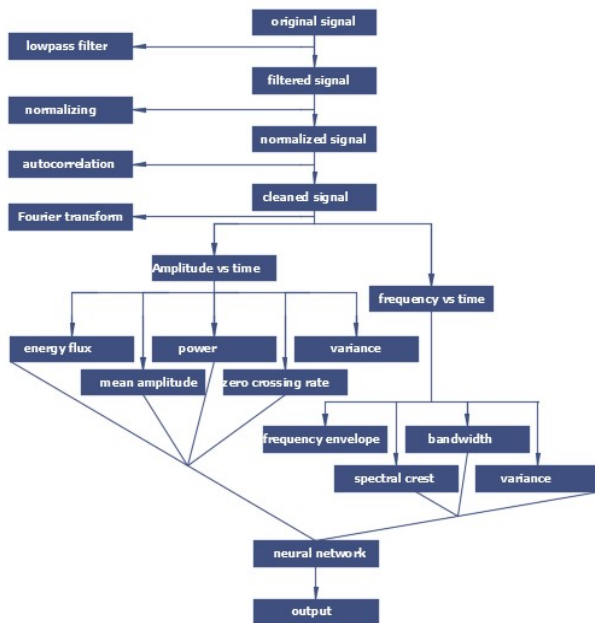 original signal
lowpass filter
filtered signal
normalizing
normalized signal
autocorrelation
cleaned signal
Fourier transform
Amplitude vs time
frequency vs time
energy flux
power
variance
mean amplitude
zero crossing rate
frequency envelope
bandwidth
spectral crest
variance
neural network
output